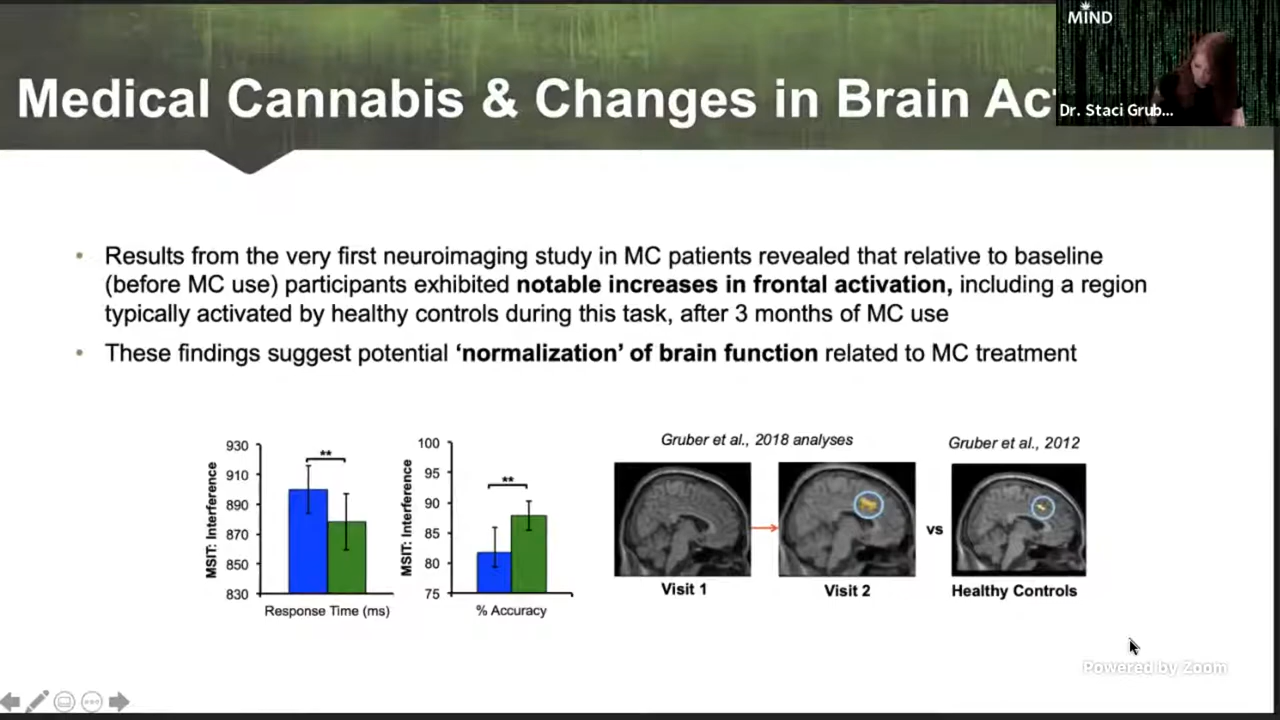 MIND
Medical Cannabis & Changes in Brain Ac
Dr. Staci Grub...
• Results from the very first neuroimaging study in MC patients revealed that relative to baseline
(before MC use) participants exhibited notable increases in frontal activation, including a region
typically activated by healthy controls during this task, after 3 months of MC use
• These findings suggest potential ‘normalization’ of brain function related to MC treatment
MSIT: Interference
930
910
890
870
850
830
**
Response Time (ms)
MSIT: Interference
100
95
90
85
80
75
**
% Accuracy
Gruber et al., 2018 analyses
Visit 1
Visit 2
vs
Gruber et al., 2012
Healthy Controls
Powered by Zoom